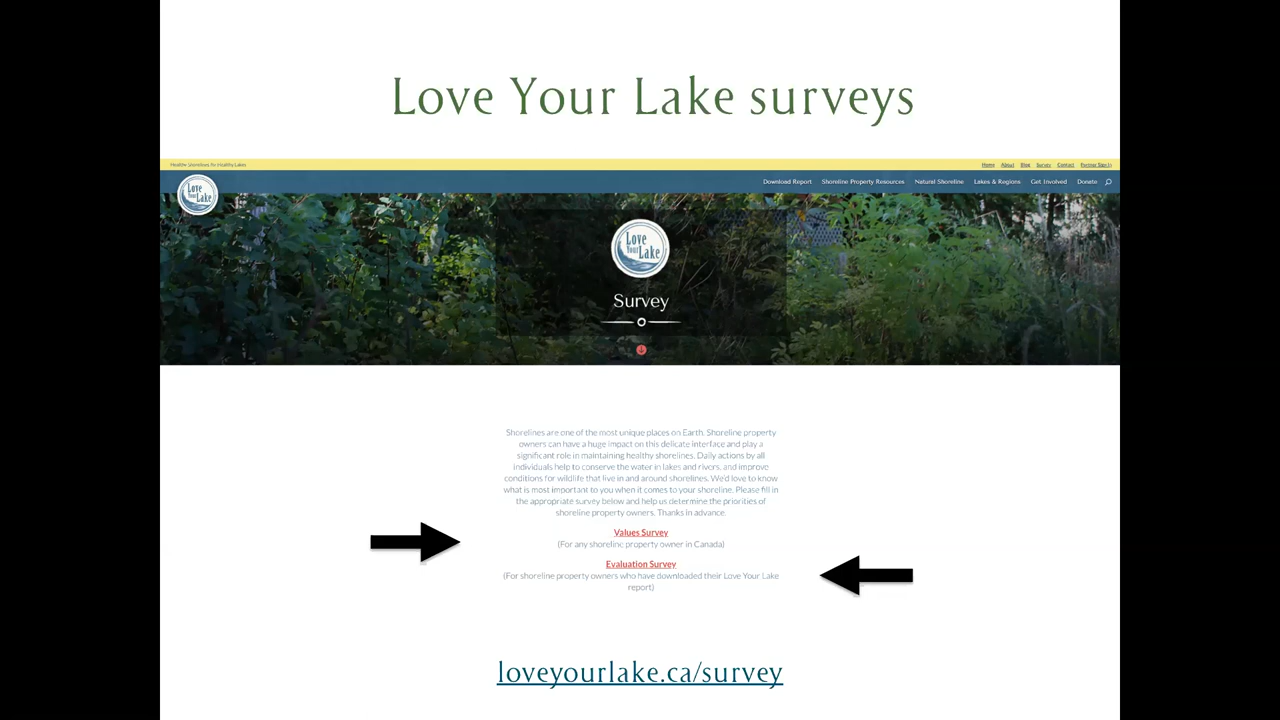 Love Your Lake surveys
Healthy Shorelines for Healthy Lakes
Home About Blog Survey Contact Partner Sign In
Love Your Lake
Download Report Shoreline Property Resources Natural Shoreline Lakes & Regions Get Involved Donate
Love Your Lake
Survey
Shorelines are one of the most unique places on Earth. Shoreline property
owners can have a huge impact on this delicate interface and play a
significant role in maintaining healthy shorelines. Daily actions by all
individuals help to conserve the water in lakes and rivers, and improve
conditions for wildlife that live in and around shorelines. We'd love to know
what is most important to you when it comes to your shoreline. Please fill in
the appropriate survey below and help us determine the priorities of
shoreline property owners. Thanks in advance.
Values Survey
(For any shoreline property owner in Canada)
Evaluation Survey
(For shoreline property owners who have downloaded their Love Your Lake
report)
loveyourlake.ca/survey